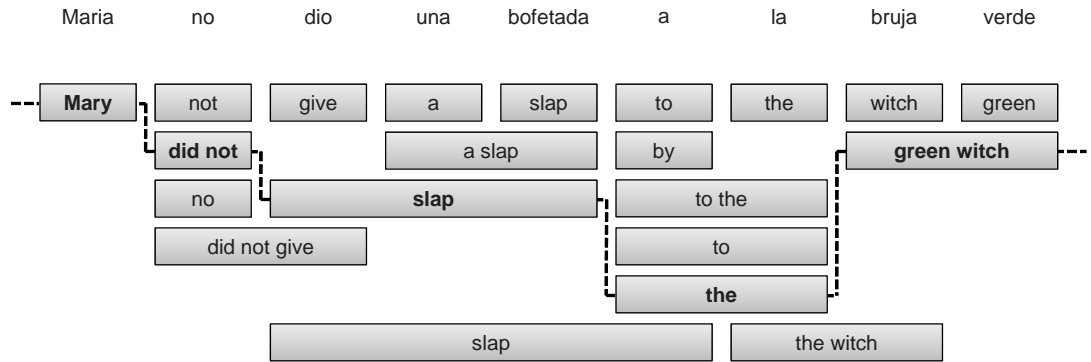 Maria no dio una bofetada a la bruja verde
Mary not give a slap to the witch green
did not a slap by green witch
no slap to the
did not give to
the
slap the witch